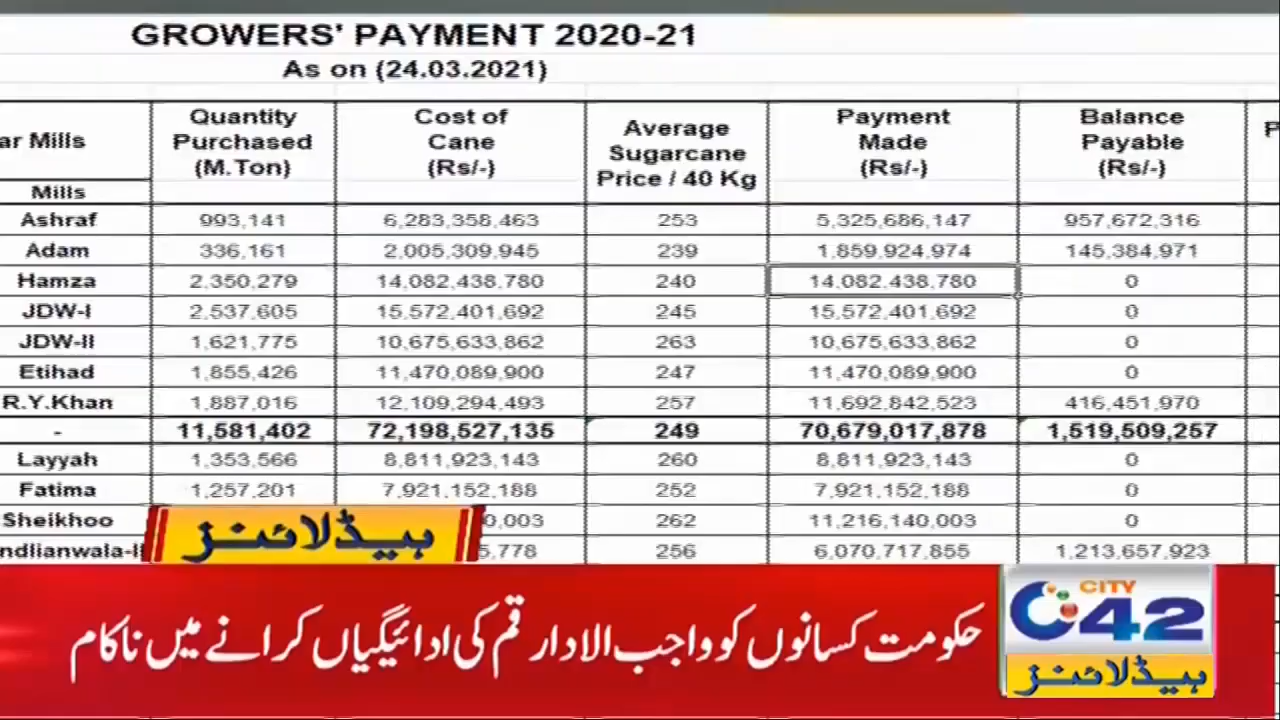 GROWERS' PAYMENT 2020-21
As on (24.03.2021)
ar Mills Quantity Purchased (M.Ton) Cost of Cane (Rs/-) Average Sugarcane Price / 40 Kg Payment Made (Rs/-) Balance Payable (Rs/-) P
Mills
Ashraf 993,141 6,283,358,463 253 5,325,686,147 957,672,316
Adam 336,161 2,005,309,945 239 1,859,924,974 145,384,971
Hamza 2,350,279 14,082,438,780 240 14,082,438,780 0
JDW-I 2,537,605 15,572,401,692 245 15,572,401,692 0
JDW-II 1,621,775 10,675,633,862 263 10,675,633,862 0
Etihad 1,855,426 11,470,089,900 247 11,470,089,900 0
R.Y.Khan 1,887,016 12,109,294,493 257 11,692,842,523 416,451,970
- 11,581,402 72,198,527,135 249 70,679,017,878 1,519,509,257
Layyah 1,353,566 8,811,923,143 260 8,811,923,143 0
Fatima 1,257,201 7,921,152,188 252 7,921,152,188 0
Sheikhoo 0,003 262 11,216,140,003 0
ndlianwala-II 5,778 256 6,070,717,855 1,213,657,923
ہیڈلائنز
حکومت کسانوں کو واجب الادا رقم کی ادائیگیاں کرانے میں ناکام
CITY
42
ہیڈلائنز